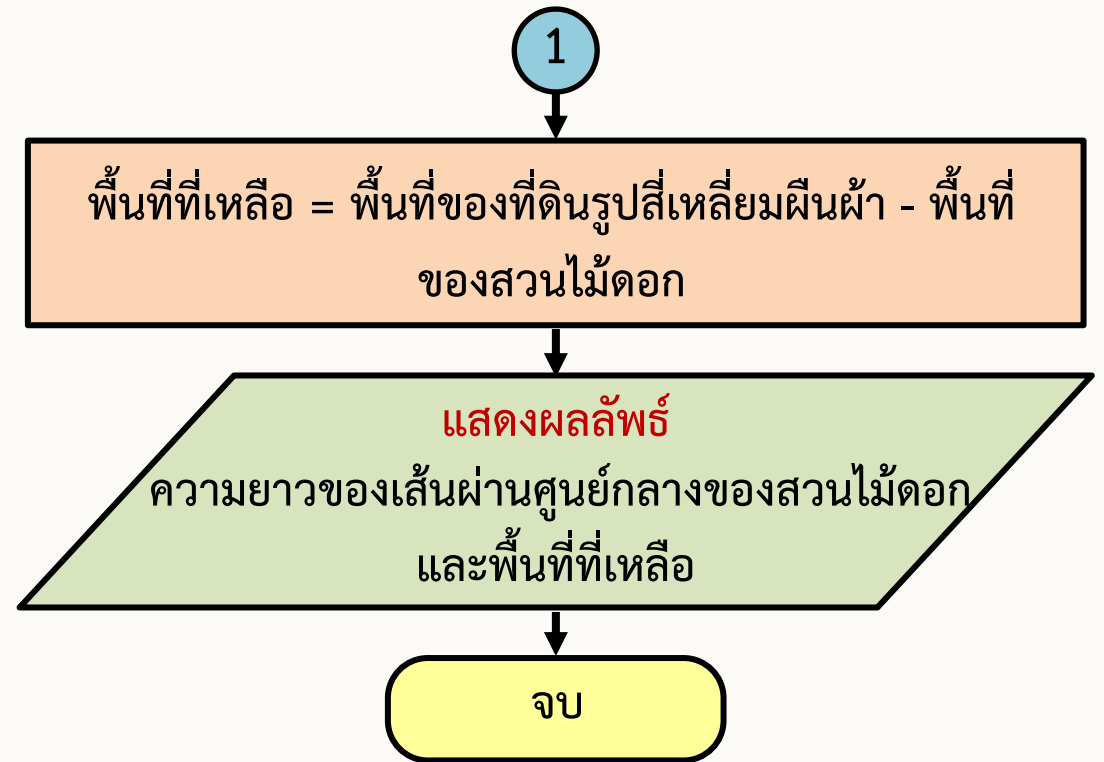 1
พื้นที่ที่เหลือ = พื้นที่ของที่ดินรูปสี่เหลี่ยมผืนผ้า - พื้นที่
ของสวนไม้ดอก
แสดงผลลัพธ์
ความยาวของเส้นผ่านศูนย์กลางของสวนไม้ดอก
และพื้นที่ที่เหลือ
จบ